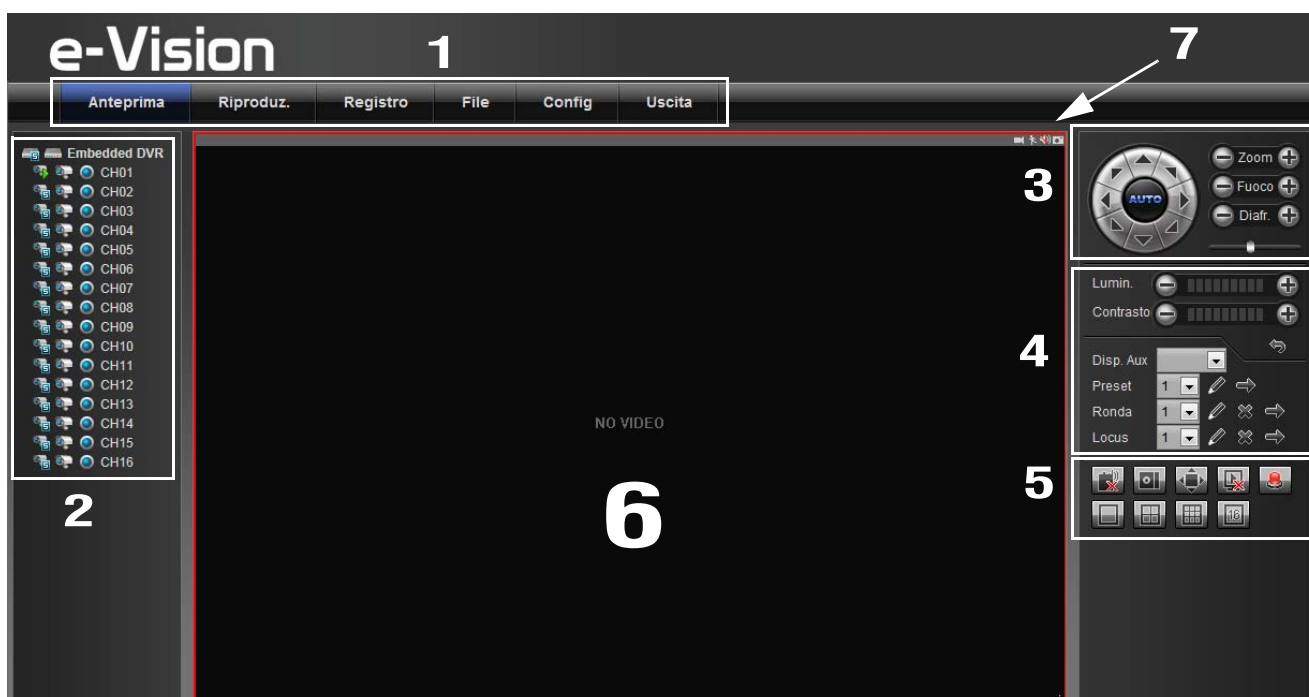 e-Vision
1
7
Anteprima Riproduz. Registro File Config Uscita
Embedded DVR
CH01
CH02
CH03
CH04
CH05
CH06
CH07
CH08
CH09
CH10
CH11
CH12
CH13
CH14
CH15
CH16
2
NO VIDEO
6
3
AUTO
Zoom
Fuoco
Diafr.
4
Lumin.
Contrasto
Disp. Aux
Preset 1
Ronda 1
Locus 1
5
16